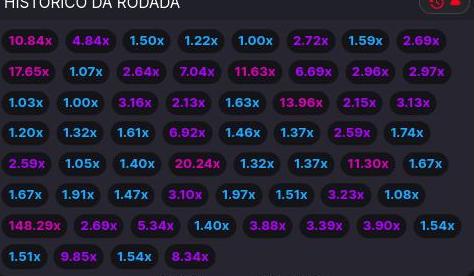 HISTÓRICO DA RODADA
10.84x 4.84x 1.50x 1.22x 1.00x 2.72x 1.59x 2.69x
17.65x 1.07x 2.64x 7.04x 11.63x 6.69x 2.96x 2.97x
1.03x 1.00x 3.16x 2.13x 1.63x 13.96x 2.15x 3.13x
1.20x 1.32x 1.61x 6.92x 1.46x 1.37x 2.59x 1.74x
2.59x 1.05x 1.40x 20.24x 1.32x 1.37x 11.30x 1.67x
1.67x 1.91x 1.47x 3.10x 1.97x 1.51x 3.23x 1.08x
148.29x 2.69x 5.34x 1.40x 3.88x 3.39x 3.90x 1.54x
1.51x 9.85x 1.54x 8.34x